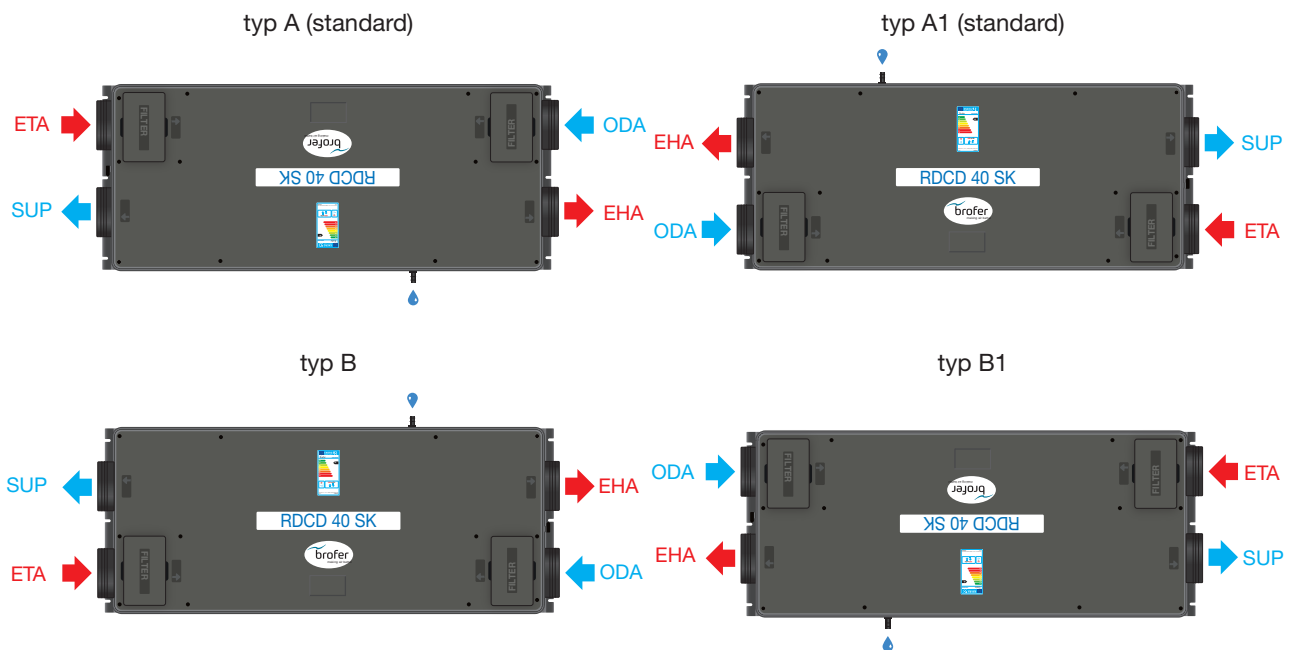 typ A (standard)
typ A1 (standard)
ETA
FILTER
FILTER
ODA
brofer
RDCD 40 SK
SUP
EHA
EHA
SUP
RDCD 40 SK
brofer
ODA
FILTER
FILTER
ETA
typ B
typ B1
SUP
EHA
RDCD 40 SK
brofer
ETA
FILTER
FILTER
ODA
ODA
FILTER
FILTER
ETA
brofer
RDCD 40 SK
EHA
SUP